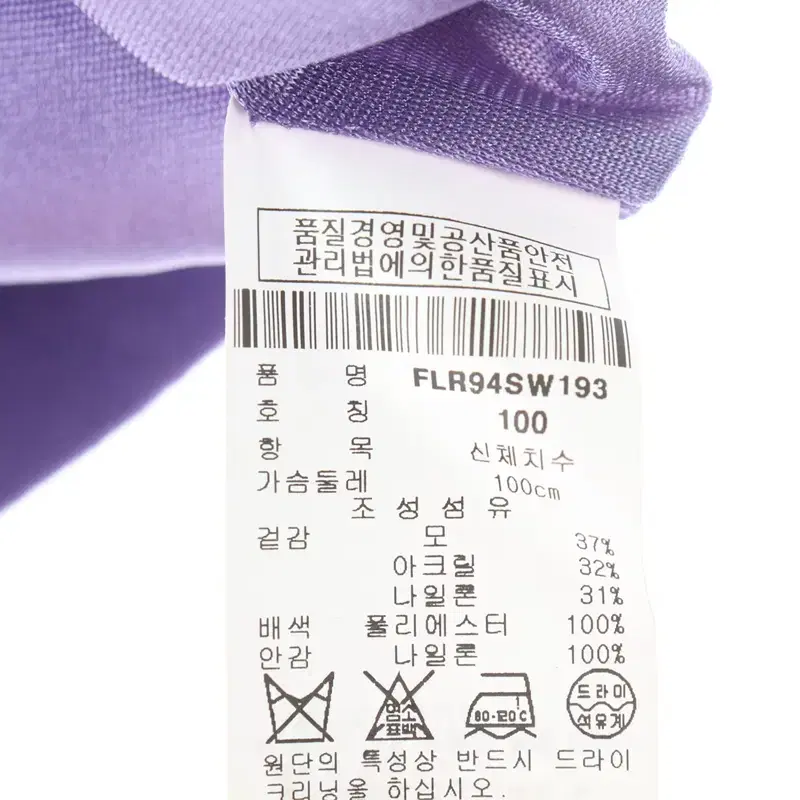 품질경영및공산품안전
관리법에의한품질표시
품 명 FLR94SW193
호 칭 100
항 목 신체치수
가슴둘레 100cm
조 성 섬 유
겉감 모 37%
아크릴 32%
나일론 31%
배색 폴리에스터 100%
안감 나일론 100%
염소 표백
80-120℃
드라이
석유계
원단의 특성상 반드시 드라이
크리닝을 하십시오.